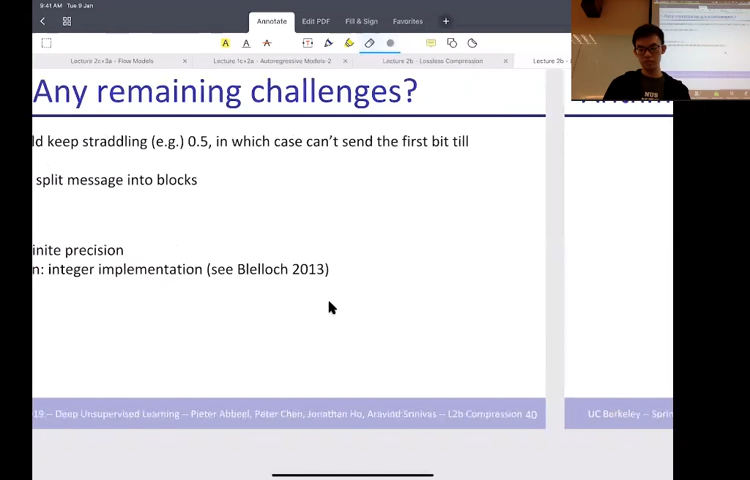 9:41 AM Tue 9 Jan
Annotate Edit PDF Fill & Sign Favorites
Lecture 2c+3a - Flow Models
Lecture 1c+2a - Autoregressive Models-2
Lecture 2b - Lossless Compression
Lecture 2b -
Any remaining challenges?
ld keep straddling (e.g.) 0.5, in which case can't send the first bit till
split message into blocks
inite precision
n: integer implementation (see Blelloch 2013)
19 -- Deep Unsupervised Learning -- Pieter Abbeel, Peter Chen, Jonathan Ho, Aravind Srinivas -- L2b Compression 40
UC Berkeley -- Sprin
NUS